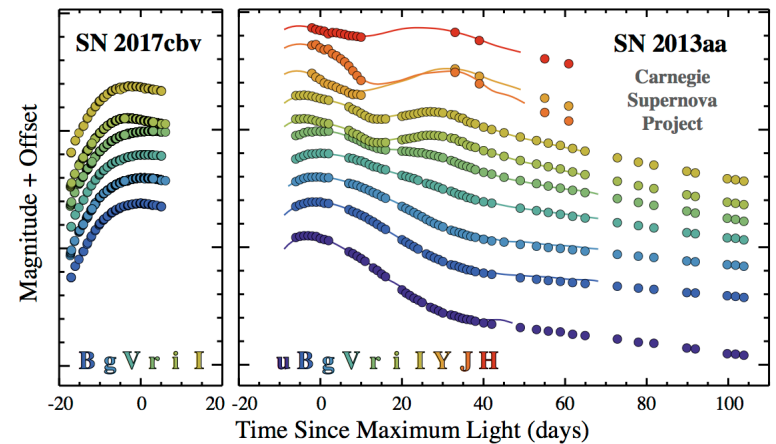 SN 2017cbv
SN 2013aa
Carnegie
Supernova
Project
Magnitude + Offset
B g V r i I
u B g V r i I Y J H
-20 0 20
-20 0 20 40 60 80 100
Time Since Maximum Light (days)